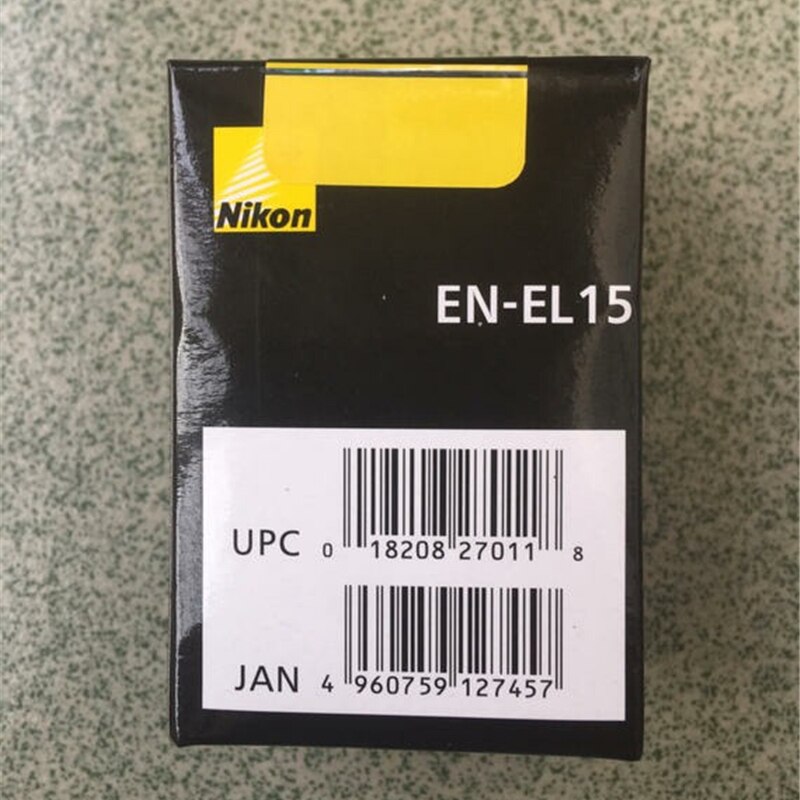 Nikon
EN-EL15
UPC 0 18208 27011 8
JAN 4 960759 127457